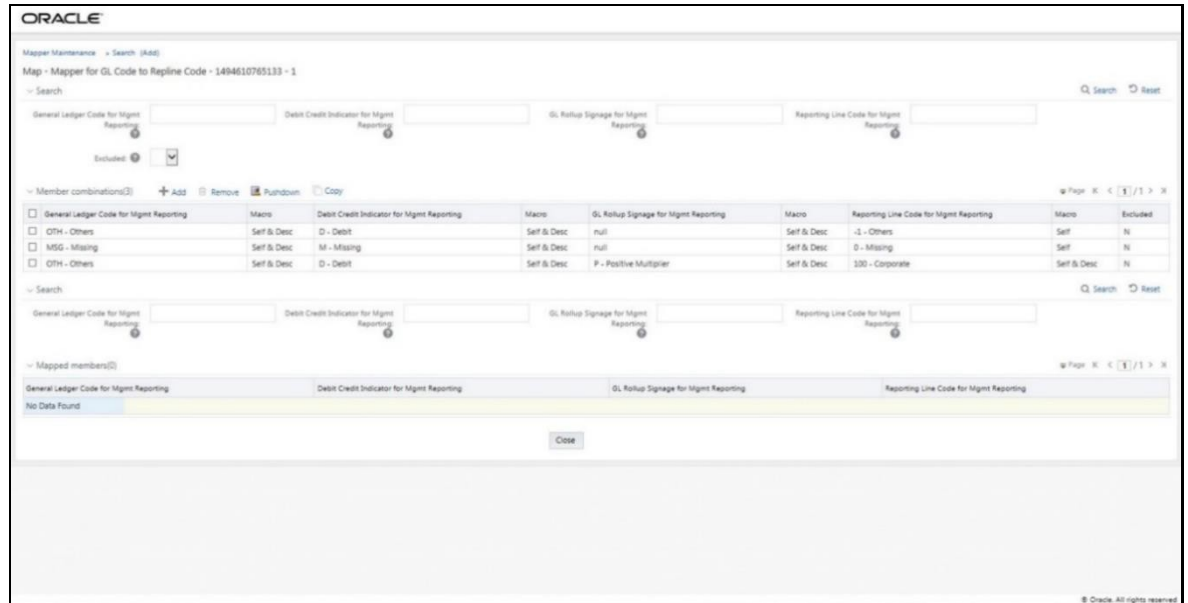 ORACLE
Mapper Maintenance » Search (Add)
Map - Mapper for GL Code to Repline Code - 1494610765133 - 1
Search
Search Reset
General Ledger Code for Mgmt Reporting: Debit Credit Indicator for Mgmt Reporting: GL Rollup Signage for Mgmt Reporting: Reporting Line Code for Mgmt Reporting:
Excluded:
Member combinations(3) Add Remove Pushdown Copy Page 1 / 1
General Ledger Code for Mgmt Reporting Macro Debit Credit Indicator for Mgmt Reporting Macro GL Rollup Signage for Mgmt Reporting Macro Reporting Line Code for Mgmt Reporting Macro Excluded
OTH - Others Self & Desc D - Debit Self & Desc null Self & Desc -1 - Others Self N
MSG - Missing Self & Desc M - Missing Self & Desc null Self & Desc 0 - Missing Self N
OTH - Others Self & Desc D - Debit Self & Desc P - Positive Multiplier Self & Desc 100 - Corporate Self & Desc N
Search
Search Reset
General Ledger Code for Mgmt Reporting: Debit Credit Indicator for Mgmt Reporting: GL Rollup Signage for Mgmt Reporting: Reporting Line Code for Mgmt Reporting:
Mapped members(0) Page 1 / 1
General Ledger Code for Mgmt Reporting Debit Credit Indicator for Mgmt Reporting GL Rollup Signage for Mgmt Reporting Reporting Line Code for Mgmt Reporting
No Data Found
Close
© Oracle. All rights reserved